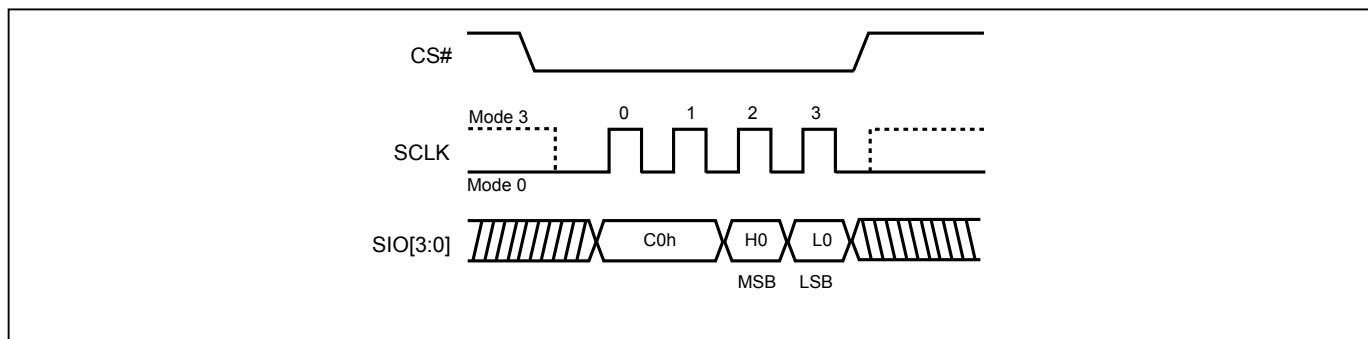 CS#
Mode 3 0 1 2 3
SCLK
Mode 0
SIO[3:0] C0h H0 L0
MSB LSB